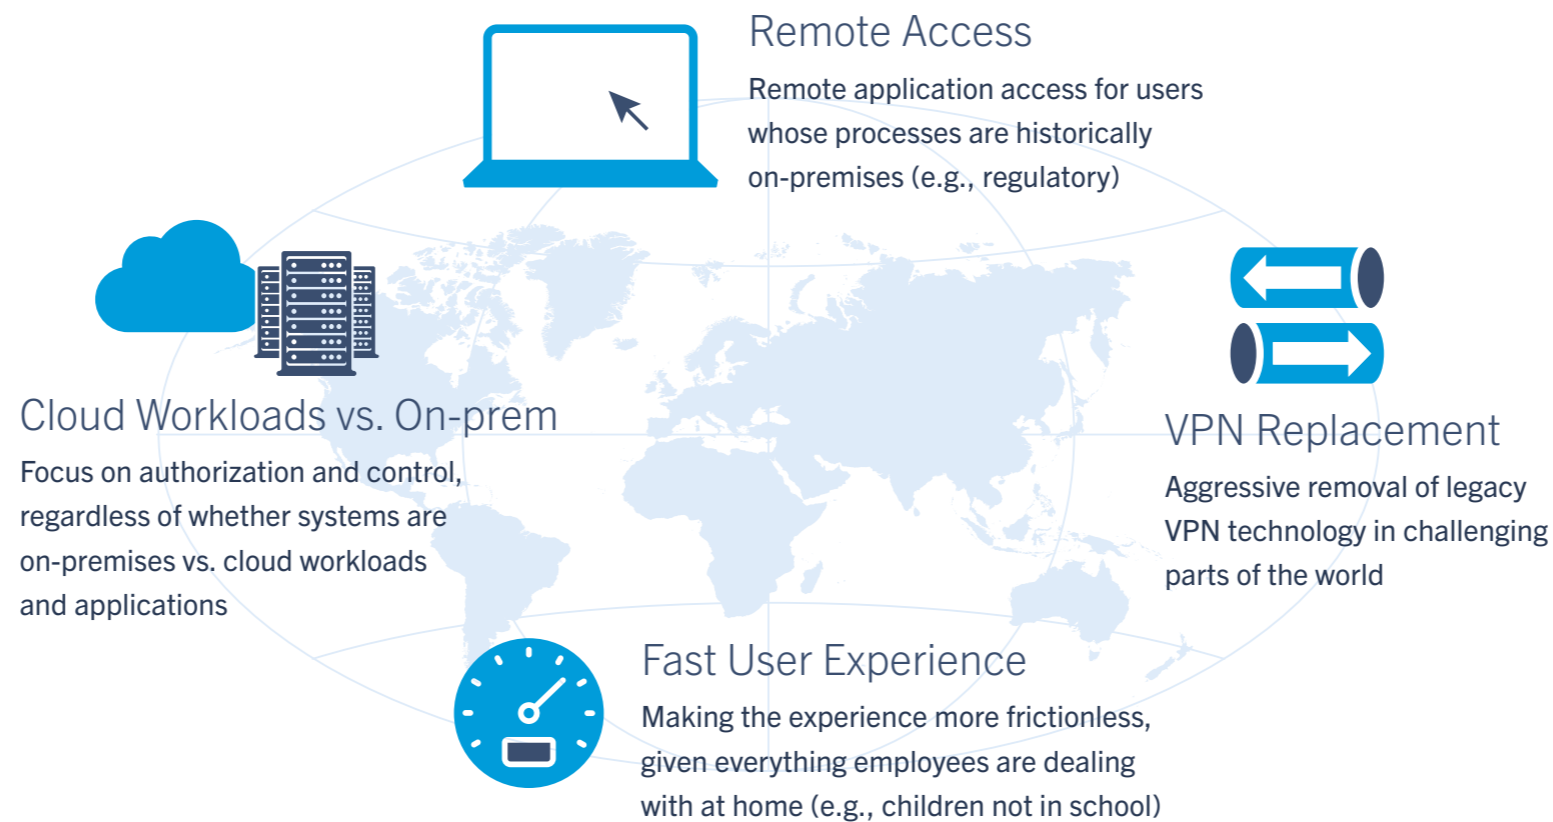 Remote Access
Remote application access for users
whose processes are historically
on-premises (e.g., regulatory)
Cloud Workloads vs. On-prem
Focus on authorization and control,
regardless of whether systems are
on-premises vs. cloud workloads
and applications
VPN Replacement
Aggressive removal of legacy
VPN technology in challenging
parts of the world
Fast User Experience
Making the experience more frictionless,
given everything employees are dealing
with at home (e.g., children not in school)